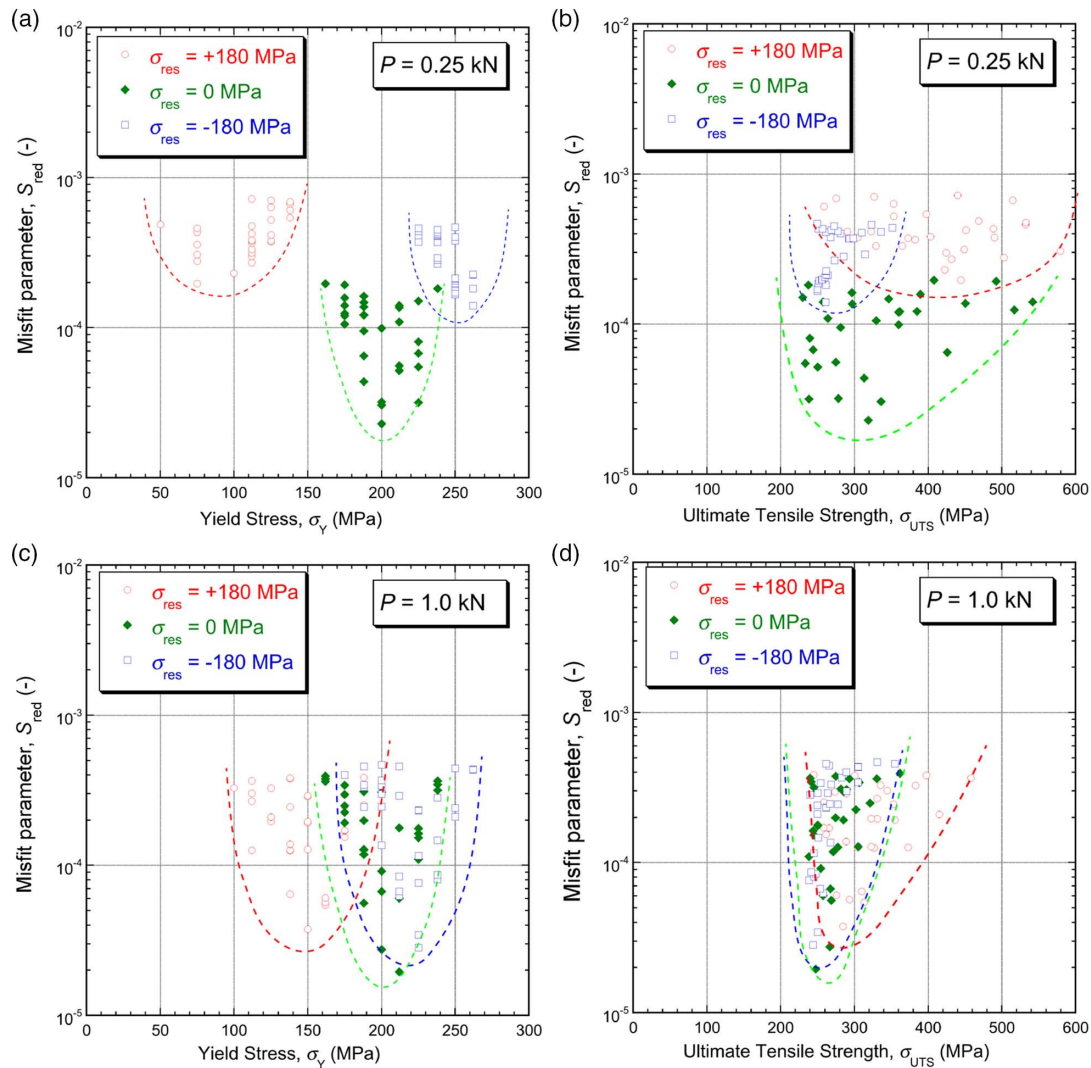 (a)
10⁻²
σres = +180 MPa
σres = 0 MPa
σres = -180 MPa
P = 0.25 kN
Misfit parameter, Sred (-)
10⁻³
10⁻⁴
10⁻⁵
0 50 100 150 200 250 300
Yield Stress, σY (MPa)
(b)
10⁻²
σres = +180 MPa
σres = 0 MPa
σres = -180 MPa
P = 0.25 kN
Misfit parameter, Sred (-)
10⁻³
10⁻⁴
10⁻⁵
0 100 200 300 400 500 600
Ultimate Tensile Strength, σUTS (MPa)
(c)
10⁻²
σres = +180 MPa
σres = 0 MPa
σres = -180 MPa
P = 1.0 kN
Misfit parameter, Sred (-)
10⁻³
10⁻⁴
10⁻⁵
0 50 100 150 200 250 300
Yield Stress, σY (MPa)
(d)
10⁻²
σres = +180 MPa
σres = 0 MPa
σres = -180 MPa
P = 1.0 kN
Misfit parameter, Sred (-)
10⁻³
10⁻⁴
10⁻⁵
0 100 200 300 400 500 600
Ultimate Tensile Strength, σUTS (MPa)